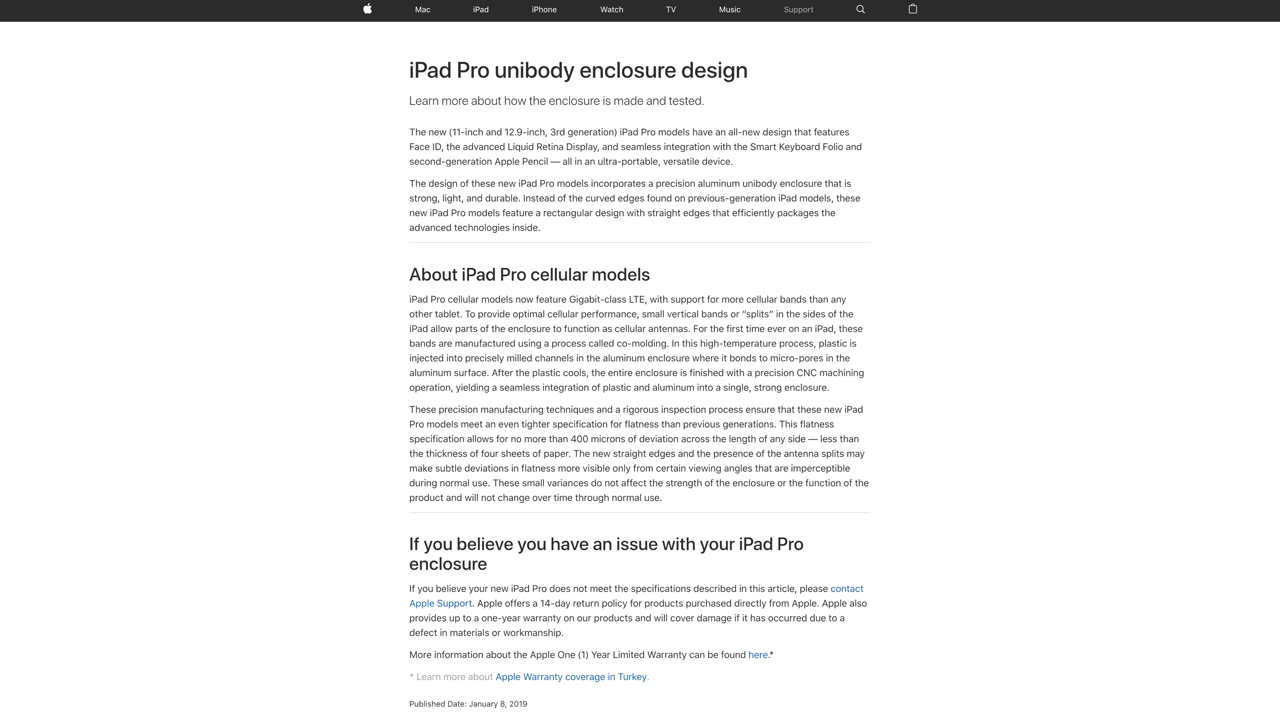 Mac iPad iPhone Watch TV Music Support
iPad Pro unibody enclosure design
Learn more about how the enclosure is made and tested.
The new (11-inch and 12.9-inch, 3rd generation) iPad Pro models have an all-new design that features
Face ID, the advanced Liquid Retina Display, and seamless integration with the Smart Keyboard Folio and
second-generation Apple Pencil — all in an ultra-portable, versatile device.
The design of these new iPad Pro models incorporates a precision aluminum unibody enclosure that is
strong, light, and durable. Instead of the curved edges found on previous-generation iPad models, these
new iPad Pro models feature a rectangular design with straight edges that efficiently packages the
advanced technologies inside.
About iPad Pro cellular models
iPad Pro cellular models now feature Gigabit-class LTE, with support for more cellular bands than any
other tablet. To provide optimal cellular performance, small vertical bands or “splits” in the sides of the
iPad allow parts of the enclosure to function as cellular antennas. For the first time ever on an iPad, these
bands are manufactured using a process called co-molding. In this high-temperature process, plastic is
injected into precisely milled channels in the aluminum enclosure where it bonds to micro-pores in the
aluminum surface. After the plastic cools, the entire enclosure is finished with a precision CNC machining
operation, yielding a seamless integration of plastic and aluminum into a single, strong enclosure.
These precision manufacturing techniques and a rigorous inspection process ensure that these new iPad
Pro models meet an even tighter specification for flatness than previous generations. This flatness
specification allows for no more than 400 microns of deviation across the length of any side — less than
the thickness of four sheets of paper. The new straight edges and the presence of the antenna splits may
make subtle deviations in flatness more visible only from certain viewing angles that are imperceptible
during normal use. These small variances do not affect the strength of the enclosure or the function of the
product and will not change over time through normal use.
If you believe you have an issue with your iPad Pro
enclosure
If you believe your new iPad Pro does not meet the specifications described in this article, please contact
Apple Support. Apple offers a 14-day return policy for products purchased directly from Apple. Apple also
provides up to a one-year warranty on our products and will cover damage if it has occurred due to a
defect in materials or workmanship.
More information about the Apple One (1) Year Limited Warranty can be found here.*
* Learn more about Apple Warranty coverage in Turkey.
Published Date: January 8, 2019